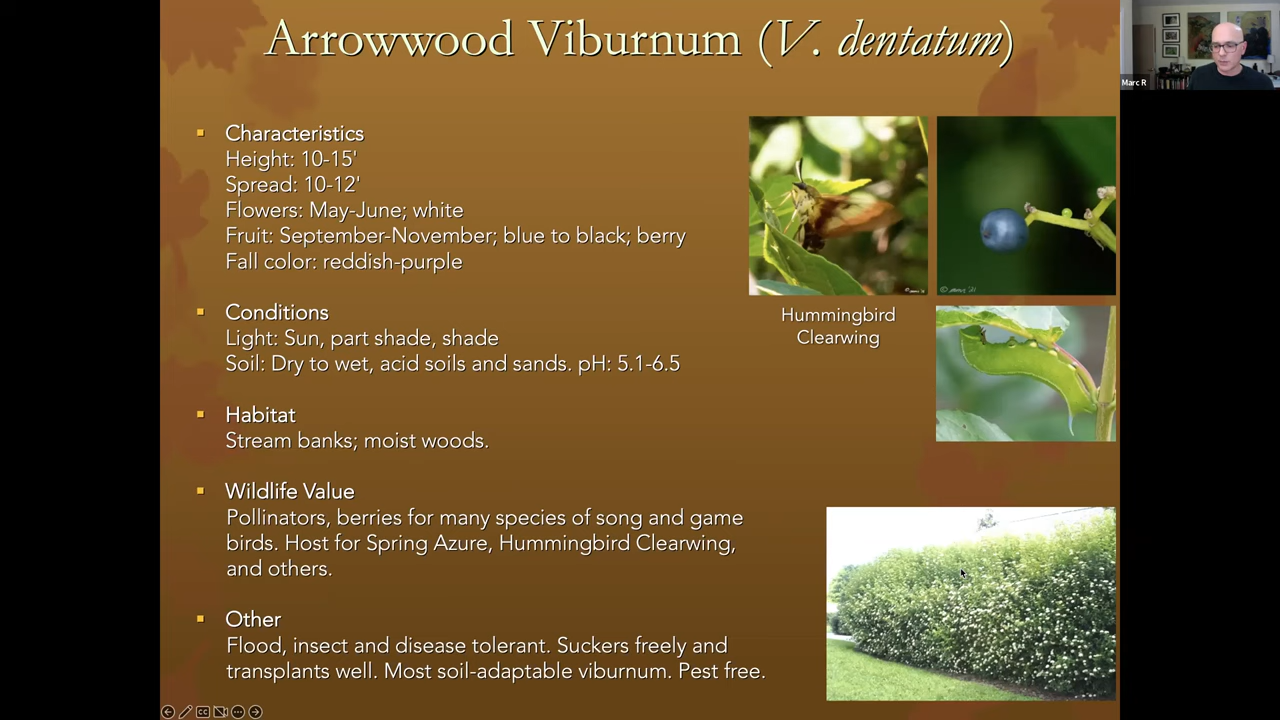 Arrowwood Viburnum (V. dentatum)
Marc R
Characteristics
Height: 10-15'
Spread: 10-12'
Flowers: May-June; white
Fruit: September-November; blue to black; berry
Fall color: reddish-purple
Conditions
Light: Sun, part shade, shade
Soil: Dry to wet, acid soils and sands. pH: 5.1-6.5
Habitat
Stream banks; moist woods.
Wildlife Value
Pollinators, berries for many species of song and game
birds. Host for Spring Azure, Hummingbird Clearwing,
and others.
Other
Flood, insect and disease tolerant. Suckers freely and
transplants well. Most soil-adaptable viburnum. Pest free.
Hummingbird
Clearwing
CC